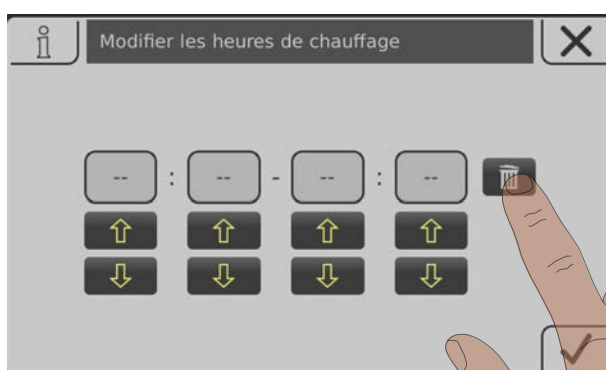 Modifier les heures de chauffage
-- : -- - -- : --